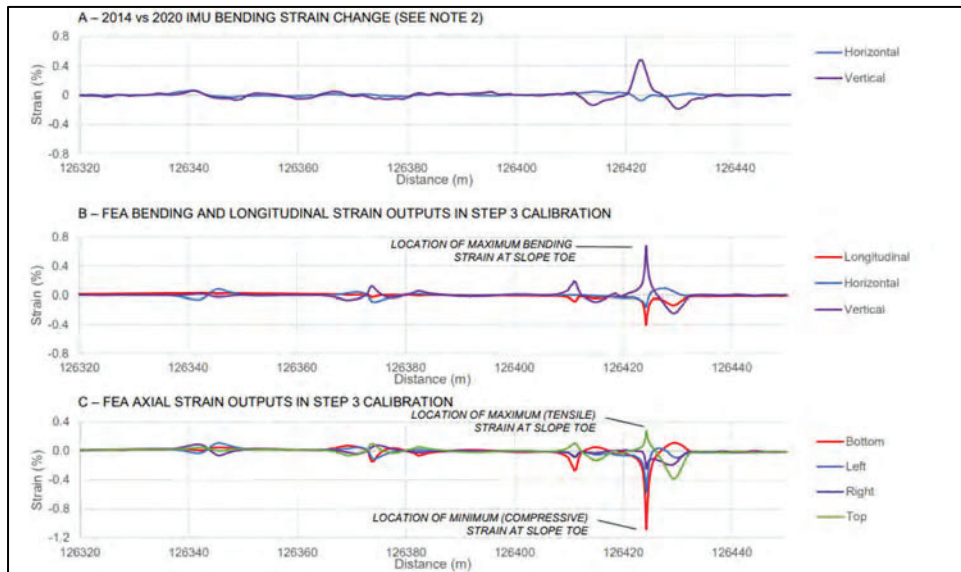 A – 2014 vs 2020 IMU BENDING STRAIN CHANGE (SEE NOTE 2)
0.8
0.4
0
-0.4
-0.8
Strain (%)
126320
126340
126360
126380
126400
126420
126440
Distance (m)
Horizontal
Vertical
B – FEA BENDING AND LONGITUDINAL STRAIN OUTPUTS IN STEP 3 CALIBRATION
0.8
0.4
0.0
-0.4
-0.8
Strain (%)
LOCATION OF MAXIMUM BENDING
STRAIN AT SLOPE TOE
126320
126340
126360
126380
126400
126420
126440
Distance (m)
Longitudinal
Horizontal
Vertical
C – FEA AXIAL STRAIN OUTPUTS IN STEP 3 CALIBRATION
0.4
0.0
-0.4
-0.8
-1.2
Strain (%)
LOCATION OF MAXIMUM (TENSILE)
STRAIN AT SLOPE TOE
LOCATION OF MINIMUM (COMPRESSIVE)
STRAIN AT SLOPE TOE
126320
126340
126360
126380
126400
126420
126440
Distance (m)
Bottom
Left
Right
Top